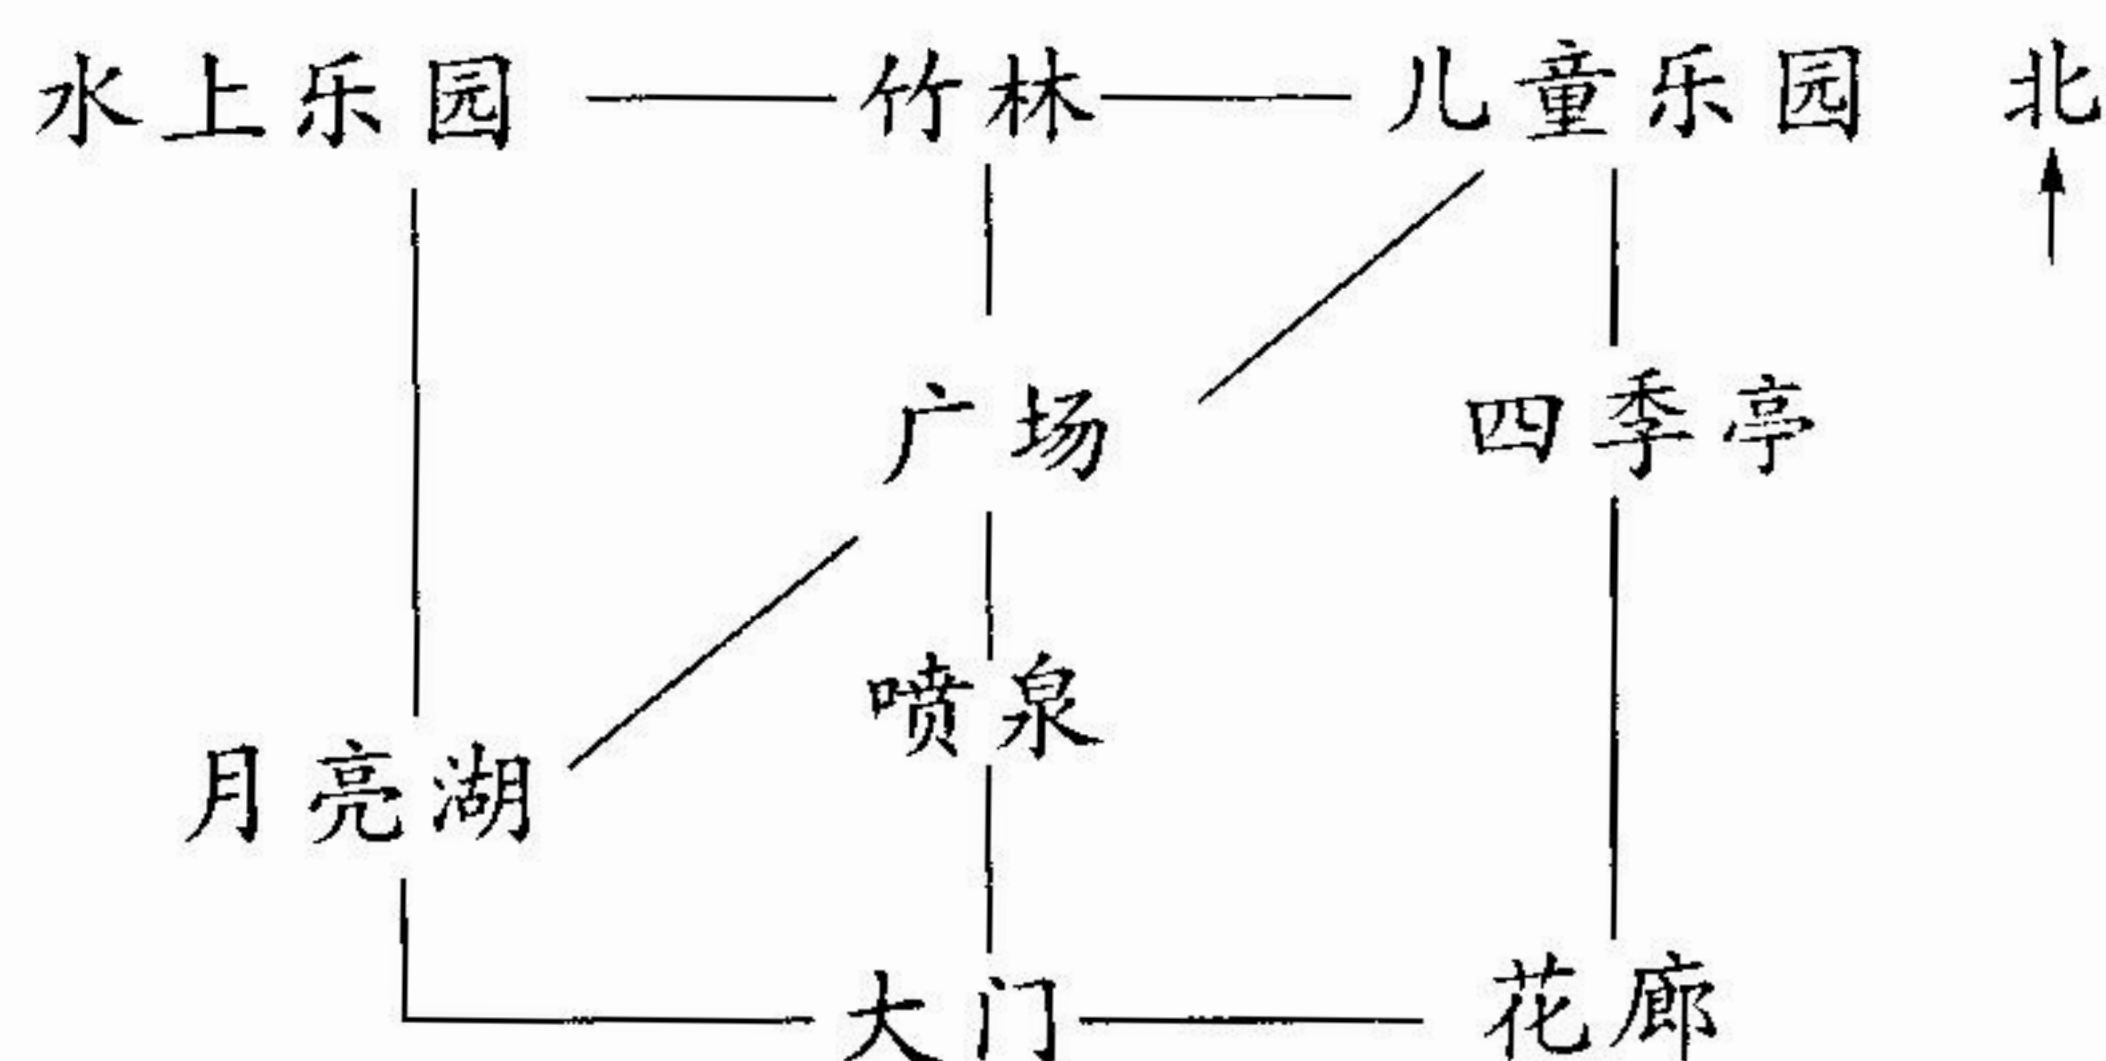 水上乐园 竹林 儿童乐园 北
广场 四季亭
喷泉
月亮湖
大门 花廊